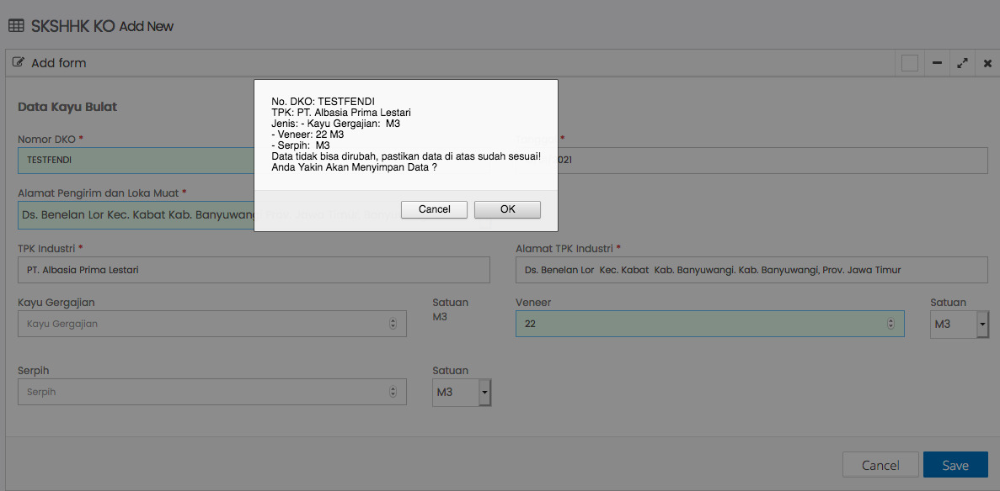 SKSHHK KO Add New
Add form
No. DKO: TESTFENDI
TPK: PT. Albasia Prima Lestari
Jenis: - Kayu Gergajian:  M3
- Veneer: 22 M3
- Serpih:  M3
Data tidak bisa dirubah, pastikan data di atas sudah sesuai!
Anda Yakin Akan Menyimpan Data ?
Cancel OK
Data Kayu Bulat
Nomor DKO * *
TESTFENDI 021
Alamat Pengirim dan Loka Muat *
Ds. Benelan Lor Kec. Kabat Kab.
TPK Industri * Alamat TPK Industri *
PT. Albasia Prima Lestari Ds. Benelan Lor  Kec. Kabat  Kab. Banyuwangi. Kab. Banyuwangi, Prov. Jawa Timur
Kayu Gergajian Satuan Veneer Satuan
Kayu Gergajian M3 22 M3
Serpih Satuan
Serpih M3
Cancel Save